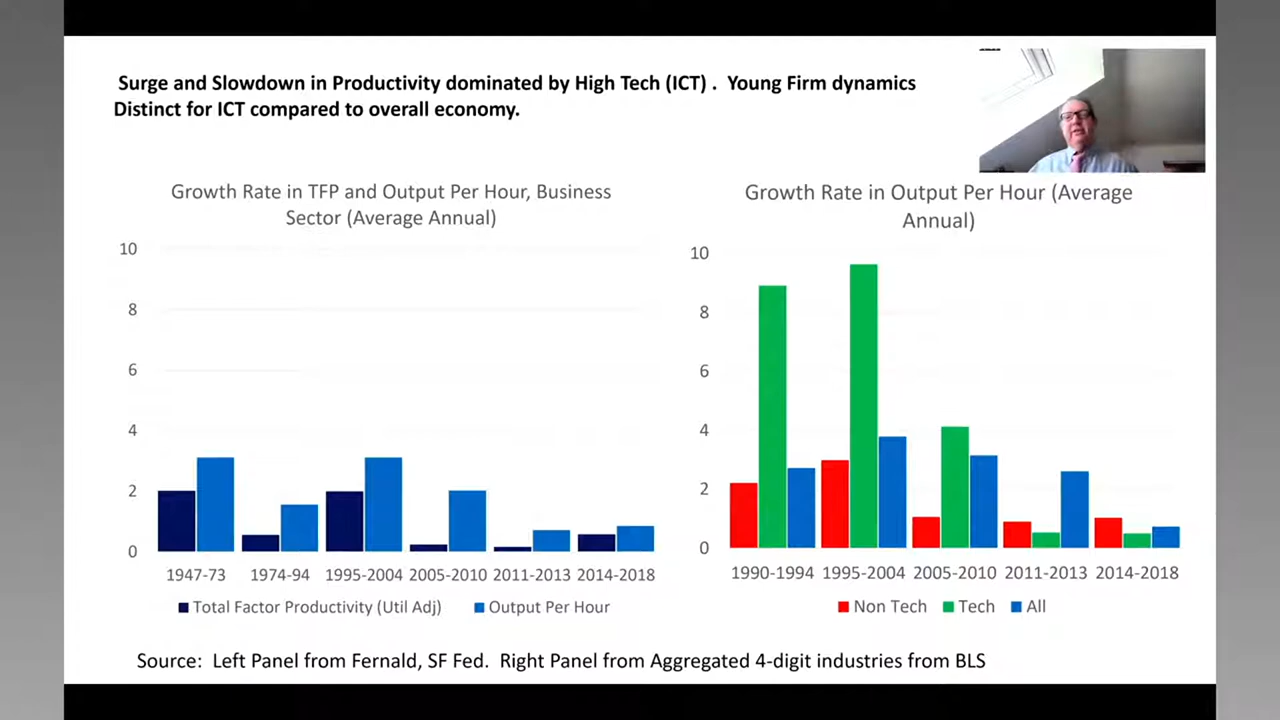 Surge and Slowdown in Productivity dominated by High Tech (ICT) .  Young Firm dynamics
Distinct for ICT compared to overall economy.
Growth Rate in TFP and Output Per Hour, Business
Sector (Average Annual)
10
8
6
4
2
0
1947-73 1974-94 1995-2004 2005-2010 2011-2013 2014-2018
Total Factor Productivity (Util Adj) Output Per Hour
Growth Rate in Output Per Hour (Average
Annual)
10
8
6
4
2
0
1990-1994 1995-2004 2005-2010 2011-2013 2014-2018
Non Tech Tech All
Source:  Left Panel from Fernald, SF Fed.  Right Panel from Aggregated 4-digit industries from BLS